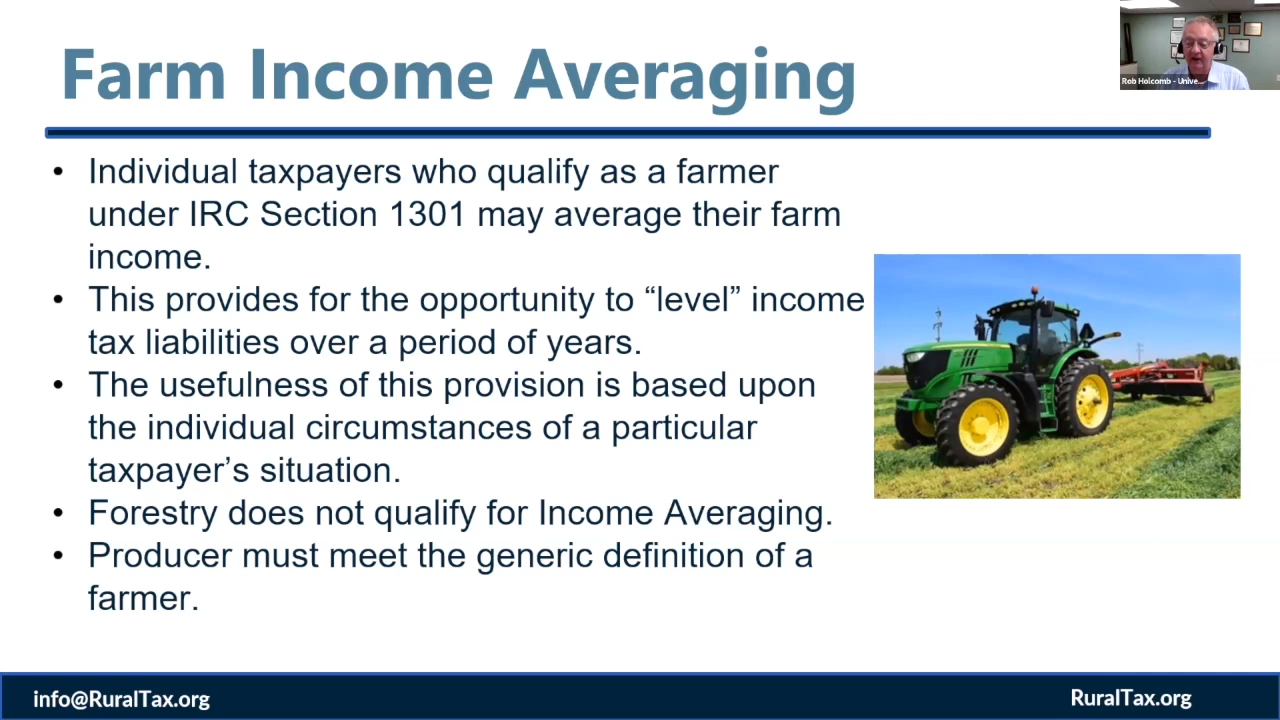 Farm Income Averaging
Rob Holcomb - Unive...
• Individual taxpayers who qualify as a farmer
under IRC Section 1301 may average their farm
income.
• This provides for the opportunity to “level” income
tax liabilities over a period of years.
• The usefulness of this provision is based upon
the individual circumstances of a particular
taxpayer’s situation.
• Forestry does not qualify for Income Averaging.
• Producer must meet the generic definition of a
farmer.
info@RuralTax.org
RuralTax.org